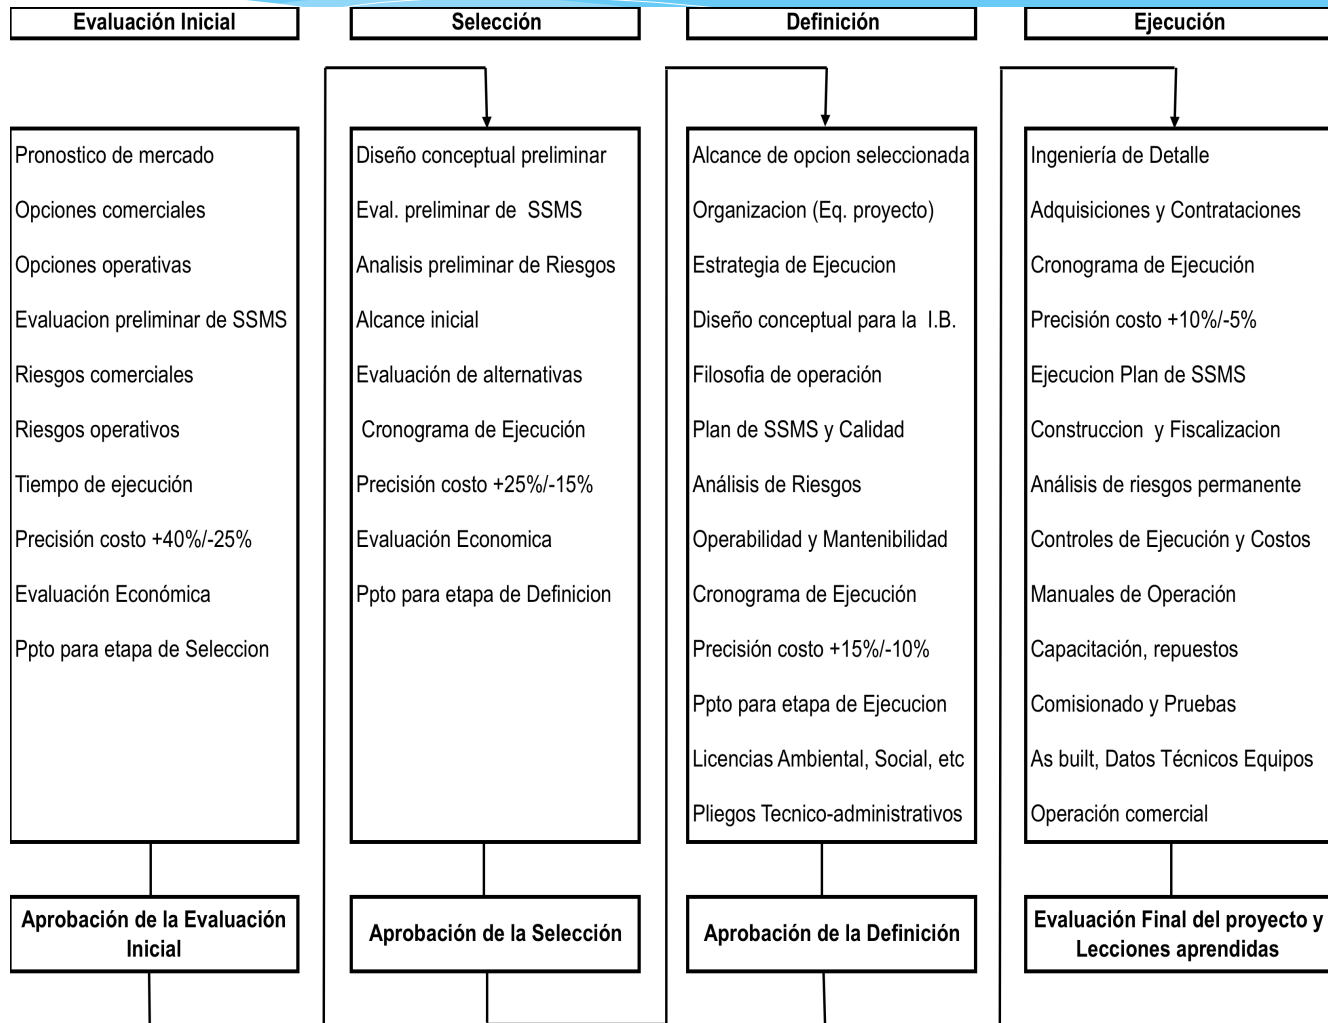 Evaluación Inicial
Selección
Definición
Ejecución
Pronostico de mercado
Opciones comerciales
Opciones operativas
Evaluacion preliminar de SSMS
Riesgos comerciales
Riesgos operativos
Tiempo de ejecución
Precisión costo +40%/-25%
Evaluación Económica
Ppto para etapa de Seleccion
Diseño conceptual preliminar
Eval. preliminar de SSMS
Analisis preliminar de Riesgos
Alcance inicial
Evaluación de alternativas
Cronograma de Ejecución
Precisión costo +25%/-15%
Evaluación Economica
Ppto para etapa de Definicion
Alcance de opcion seleccionada
Organizacion (Eq. proyecto)
Estrategia de Ejecucion
Diseño conceptual para la I.B.
Filosofia de operación
Plan de SSMS y Calidad
Análisis de Riesgos
Operabilidad y Mantenibilidad
Cronograma de Ejecución
Precisión costo +15%/-10%
Ppto para etapa de Ejecucion
Licencias Ambiental, Social, etc
Pliegos Tecnico-administrativos
Ingeniería de Detalle
Adquisiciones y Contrataciones
Cronograma de Ejecución
Precisión costo +10%/-5%
Ejecucion Plan de SSMS
Construccion y Fiscalizacion
Análisis de riesgos permanente
Controles de Ejecución y Costos
Manuales de Operación
Capacitación, repuestos
Comisionado y Pruebas
As built, Datos Técnicos Equipos
Operación comercial
Aprobación de la Evaluación
Inicial
Aprobación de la Selección
Aprobación de la Definición
Evaluación Final del proyecto y
Lecciones aprendidas